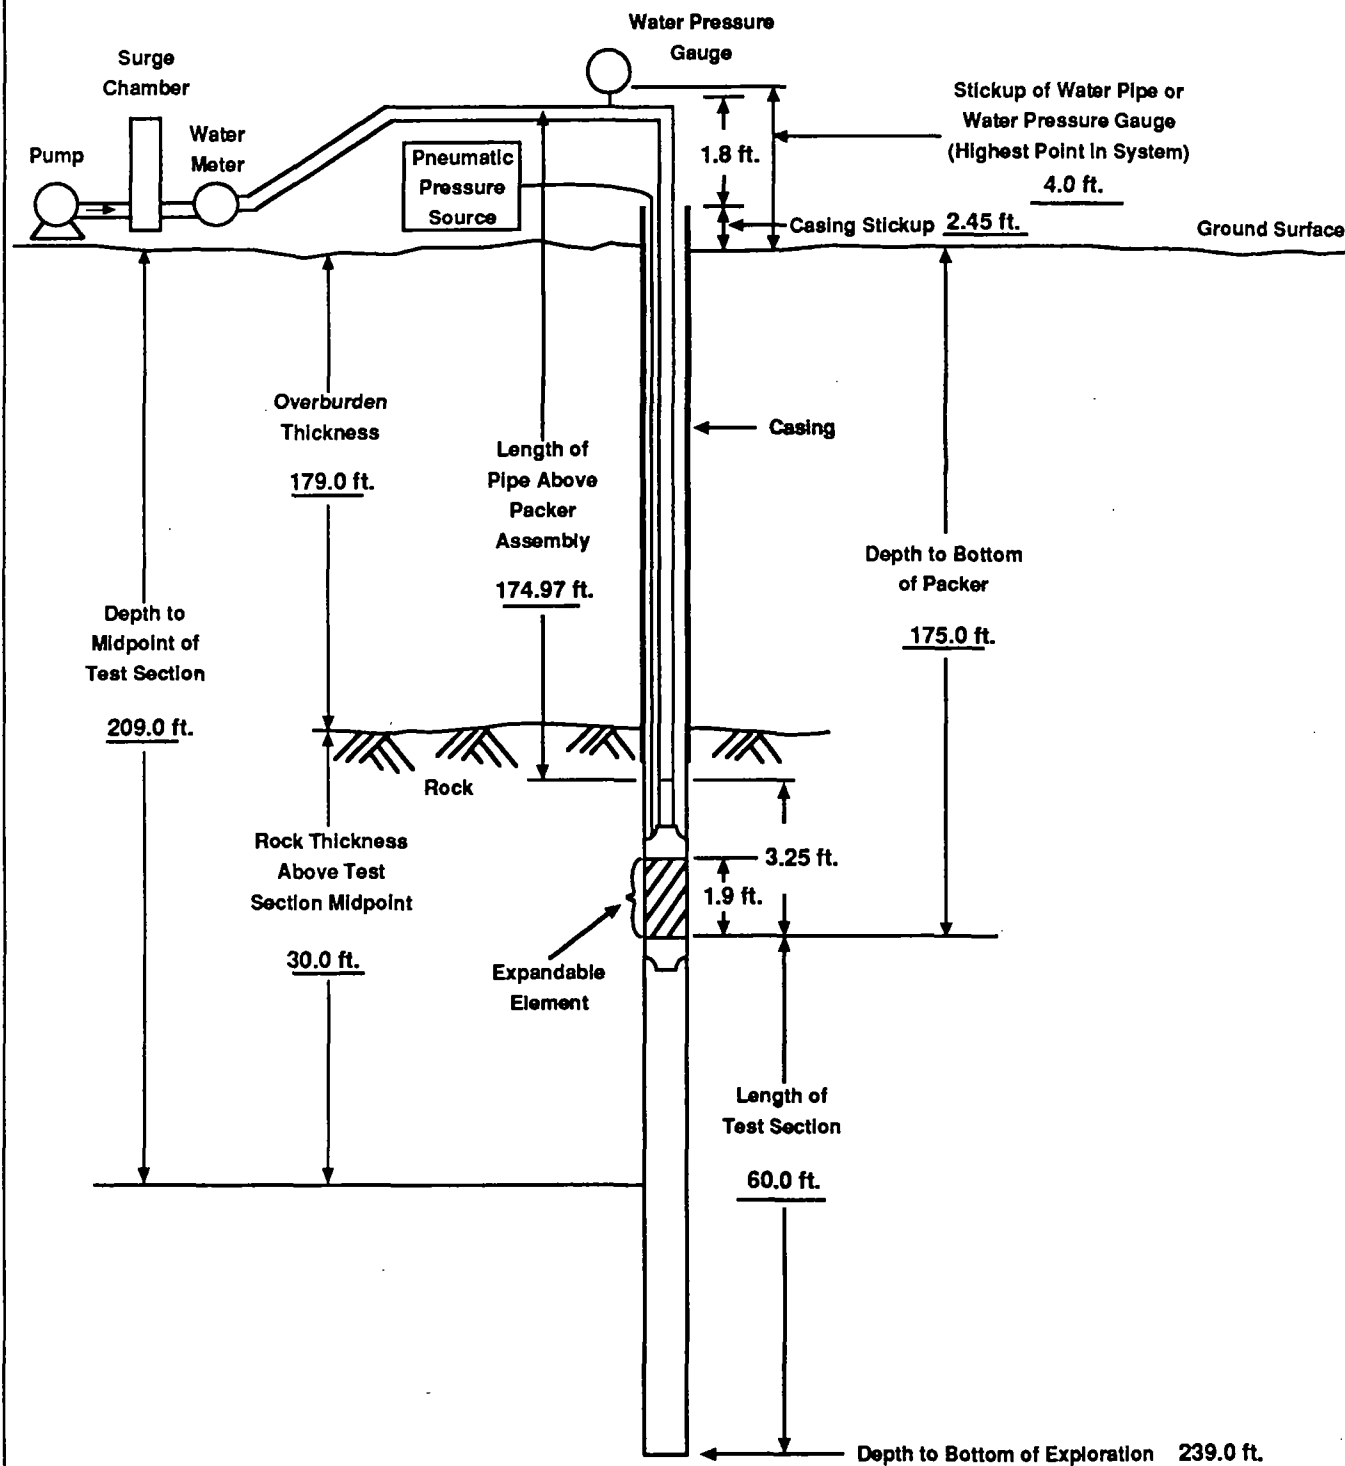 Water Pressure
Gauge
Surge
Chamber
Water
Meter
Pump
Pneumatic
Pressure
Source
1.8 ft.
Stickup of Water Pipe or
Water Pressure Gauge
(Highest Point in System)
4.0 ft.
Casing Stickup 2.45 ft.
Ground Surface
Overburden
Thickness
179.0 ft.
Casing
Length of
Pipe Above
Packer
Assembly
174.97 ft.
Depth to Bottom
of Packer
175.0 ft.
Depth to
Midpoint of
Test Section
209.0 ft.
Rock
Rock Thickness
Above Test
Section Midpoint
30.0 ft.
3.25 ft.
1.9 ft.
Expandable
Element
Length of
Test Section
60.0 ft.
Depth to Bottom of Exploration 239.0 ft.